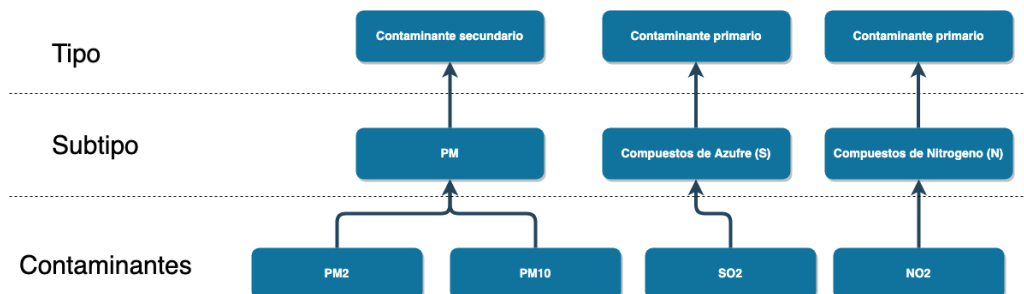 Tipo
Contaminante secundario
Contaminante primario
Contaminante primario
Subtipo
PM
Compuestos de Azufre (S)
Compuestos de Nitrogeno (N)
Contaminantes
PM2
PM10
SO2
NO2